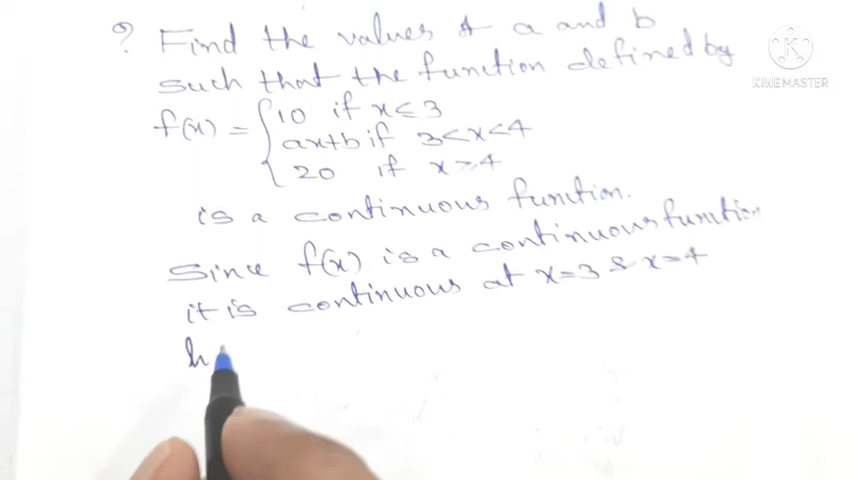 ? Find the values of a and b
such that the function defined by
f(x) = { 10 if x ≤ 3
ax+b if 3<x<4
20 if x ≥ 4
is a continuous function.
Since f(x) is a continuous function
it is continuous at x=3 & x=4
K
KINEMASTER